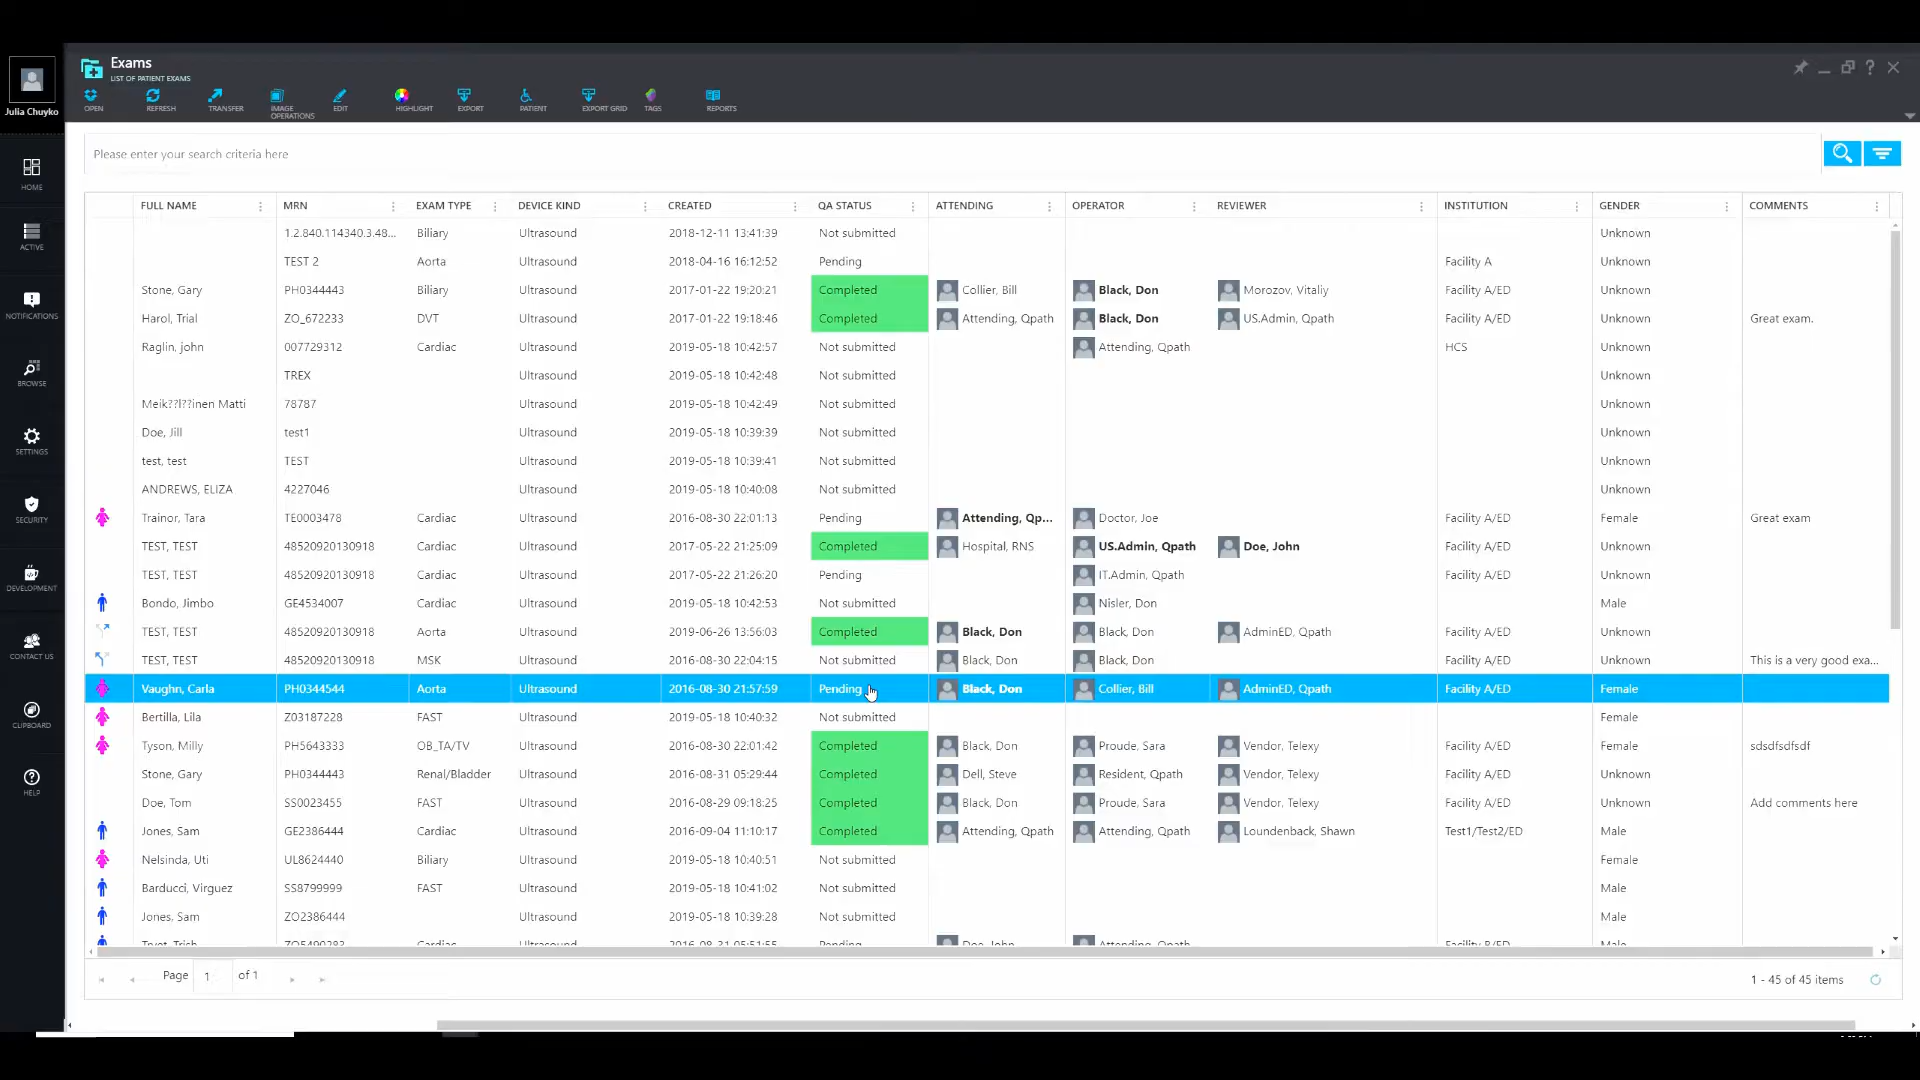 Exams
LIST OF PATIENT EXAMS
Julia Chuyko
OPEN REFRESH TRANSFER IMAGE OPERATIONS EDIT HIGHLIGHT EXPORT PATIENT EXPORT GRID TAGS REPORTS
HOME
ACTIVE
NOTIFICATIONS
BROWSE
SETTINGS
SECURITY
DEVELOPMENT
CONTACT US
CLIPBOARD
HELP
Please enter your search criteria here
FULL NAME MRN EXAM TYPE DEVICE KIND CREATED QA STATUS ATTENDING OPERATOR REVIEWER INSTITUTION GENDER COMMENTS
1.2.840.114340.3.48... Biliary Ultrasound 2018-12-11 13:41:39 Not submitted Unknown
TEST 2 Aorta Ultrasound 2018-04-16 16:12:52 Pending Facility A Unknown
Stone, Gary PH0344443 Biliary Ultrasound 2017-01-22 19:20:21 Completed Collier, Bill Black, Don Morozov, Vitaliy Facility A/ED Unknown
Harol, Trial ZO_672233 DVT Ultrasound 2017-01-22 19:18:46 Completed Attending, Qpath Black, Don US.Admin, Qpath Facility A/ED Unknown Great exam.
Raglin, john 007729312 Cardiac Ultrasound 2019-05-18 10:42:57 Not submitted Attending, Qpath HCS Unknown
TREX Ultrasound 2019-05-18 10:42:48 Not submitted Unknown
Meik??l??inen Matti 78787 Ultrasound 2019-05-18 10:42:49 Not submitted Unknown
Doe, Jill test1 Ultrasound 2019-05-18 10:39:39 Not submitted Unknown
test, test TEST Ultrasound 2019-05-18 10:39:41 Not submitted Unknown
ANDREWS, ELIZA 4227046 Ultrasound 2019-05-18 10:40:08 Not submitted Unknown
Trainor, Tara TE0003478 Cardiac Ultrasound 2016-08-30 22:01:13 Pending Attending, Qp... Doctor, Joe Facility A/ED Female Great exam
TEST, TEST 48520920130918 Cardiac Ultrasound 2017-05-22 21:25:09 Completed Hospital, RNS US.Admin, Qpath Doe, John Facility A/ED Unknown
TEST, TEST 48520920130918 Cardiac Ultrasound 2017-05-22 21:26:20 Pending IT.Admin, Qpath Facility A/ED Unknown
Bondo, Jimbo GE4534007 Cardiac Ultrasound 2019-05-18 10:42:53 Not submitted Nisler, Don Male
TEST, TEST 48520920130918 Aorta Ultrasound 2019-06-26 13:56:03 Completed Black, Don Black, Don AdminED, Qpath Facility A/ED Unknown
TEST, TEST 48520920130918 MSK Ultrasound 2016-08-30 22:04:15 Not submitted Black, Don Black, Don Facility A/ED Unknown This is a very good exa...
Vaughn, Carla PH0344544 Aorta Ultrasound 2016-08-30 21:57:59 Pending Black, Don Collier, Bill AdminED, Qpath Facility A/ED Female
Bertilla, Lila Z03187228 FAST Ultrasound 2019-05-18 10:40:32 Not submitted Female
Tyson, Milly PH5643333 OB_TA/TV Ultrasound 2016-08-30 22:01:42 Completed Black, Don Proude, Sara Vendor, Telexy Facility A/ED Female sdsdfsdfsdf
Stone, Gary PH0344443 Renal/Bladder Ultrasound 2016-08-31 05:29:44 Completed Dell, Steve Resident, Qpath Vendor, Telexy Facility A/ED Unknown
Doe, Tom SS0023455 FAST Ultrasound 2016-08-29 09:18:25 Completed Black, Don Proude, Sara Vendor, Telexy Facility A/ED Unknown Add comments here
Jones, Sam GE2386444 Cardiac Ultrasound 2016-09-04 11:10:17 Completed Attending, Qpath Attending, Qpath Loundenback, Shawn Test1/Test2/ED Male
Nelsinda, Uti UL8624440 Biliary Ultrasound 2019-05-18 10:40:51 Not submitted Female
Barducci, Virguez SS8799999 FAST Ultrasound 2019-05-18 10:41:02 Not submitted Male
Jones, Sam ZO2386444 Ultrasound 2019-05-18 10:39:28 Not submitted Male
Cardiac Ultrasound 2016-08-31 05:51:55 Pending Doe, John Attending, Qpath Facility B/ED Male
Page 1 of 1
1 - 45 of 45 items